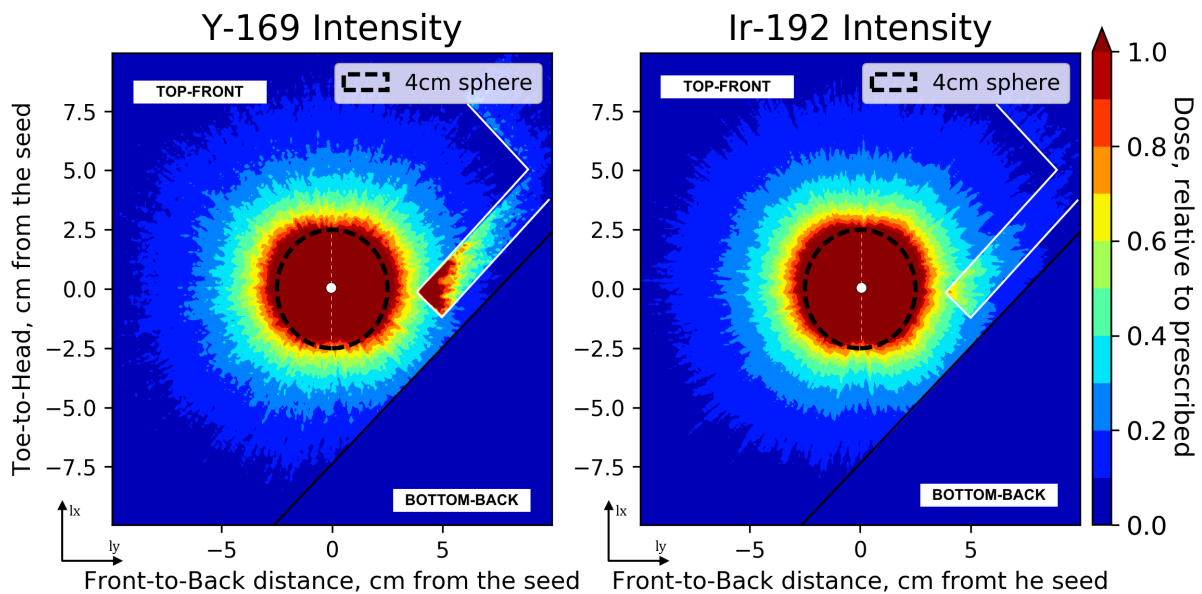 Y-169 Intensity
Ir-192 Intensity
TOP-FRONT
4cm sphere
TOP-FRONT
4cm sphere
Toe-to-Head, cm from the seed
7.5
5.0
2.5
0.0
−2.5
−5.0
−7.5
BOTTOM-BACK
lx
ly
−5
0
5
Front-to-Back distance, cm from the seed
7.5
5.0
2.5
0.0
−2.5
−5.0
−7.5
BOTTOM-BACK
lx
ly
−5
0
5
Front-to-Back distance, cm fromt he seed
1.0
0.8
0.6
0.4
0.2
0.0
Dose, relative to prescribed